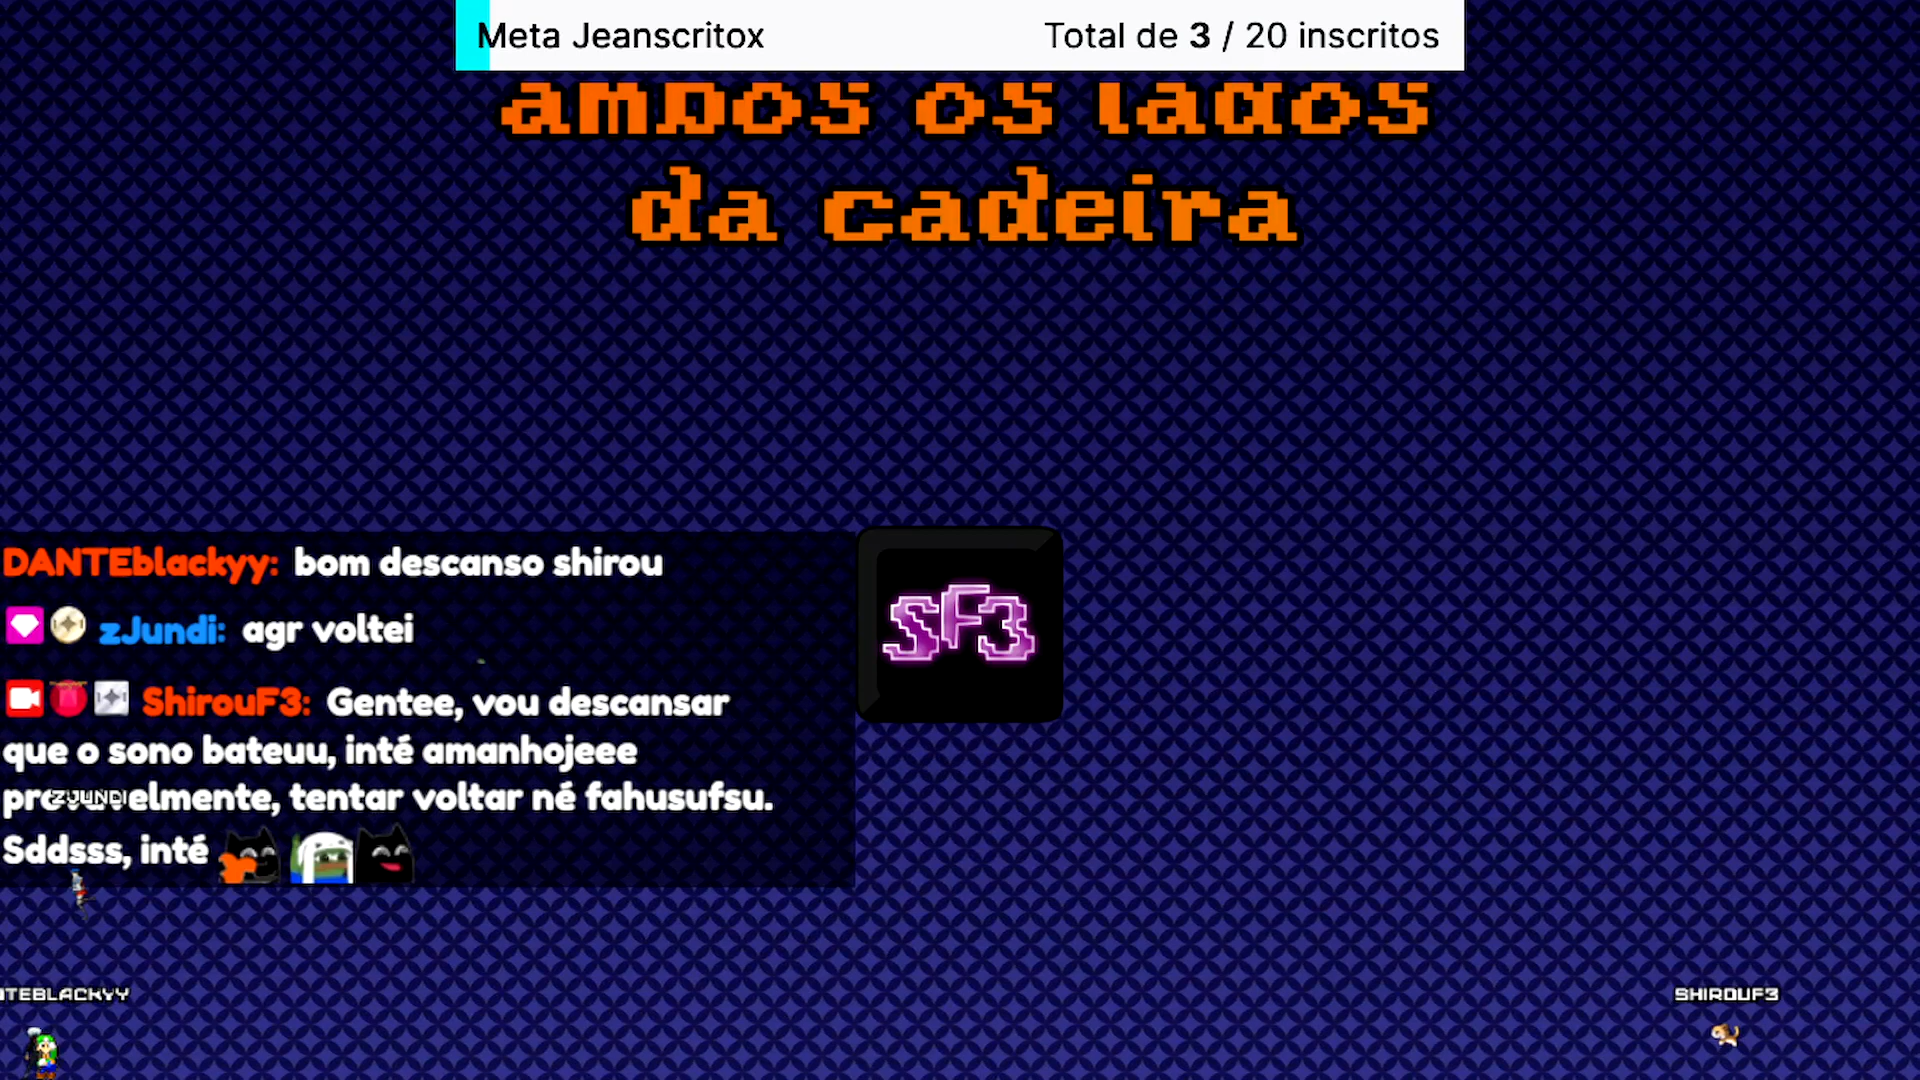 Meta Jeanscritox Total de 3 / 20 inscritos
ambos os lados
da cadeira
DANTEblackyy: bom descanso shirou
zJundi: agr voltei
ShirouF3: Gentee, vou descansar
que o sono bateuu, inté amanhojeee
provavelmente, tentar voltar né fahusufsu.
ZJUNDI
Sddsss, inté
SF3
TEBLACKYY
SHIROUF3